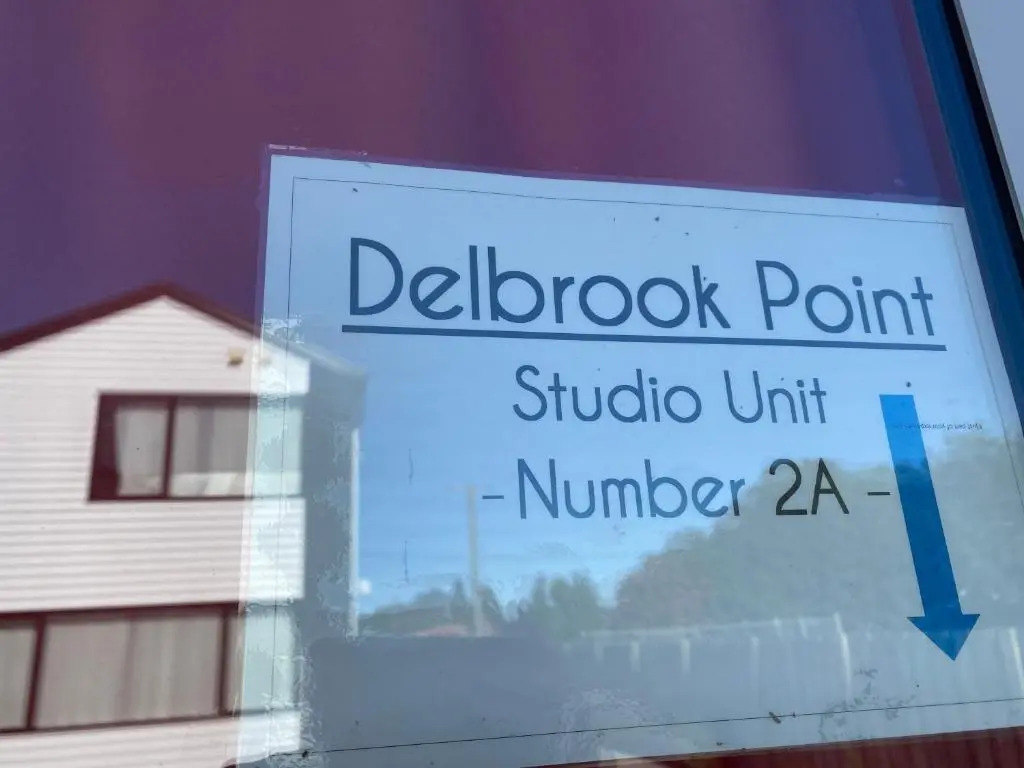 Delbrook Point
Studio Unit
- Number 2A -